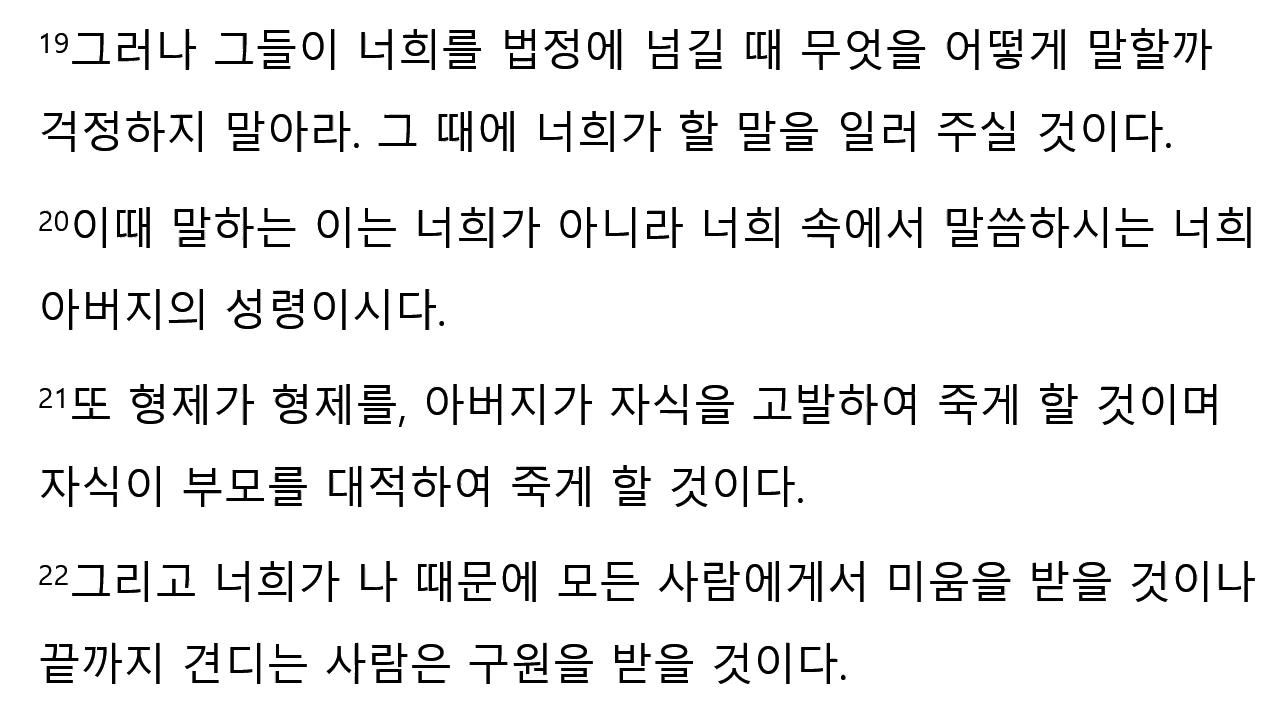 19그러나 그들이 너희를 법정에 넘길 때 무엇을 어떻게 말할까
걱정하지 말아라. 그 때에 너희가 할 말을 일러 주실 것이다.
20이때 말하는 이는 너희가 아니라 너희 속에서 말씀하시는 너희
아버지의 성령이시다.
21또 형제가 형제를, 아버지가 자식을 고발하여 죽게 할 것이며
자식이 부모를 대적하여 죽게 할 것이다.
22그리고 너희가 나 때문에 모든 사람에게서 미움을 받을 것이나
끝까지 견디는 사람은 구원을 받을 것이다.